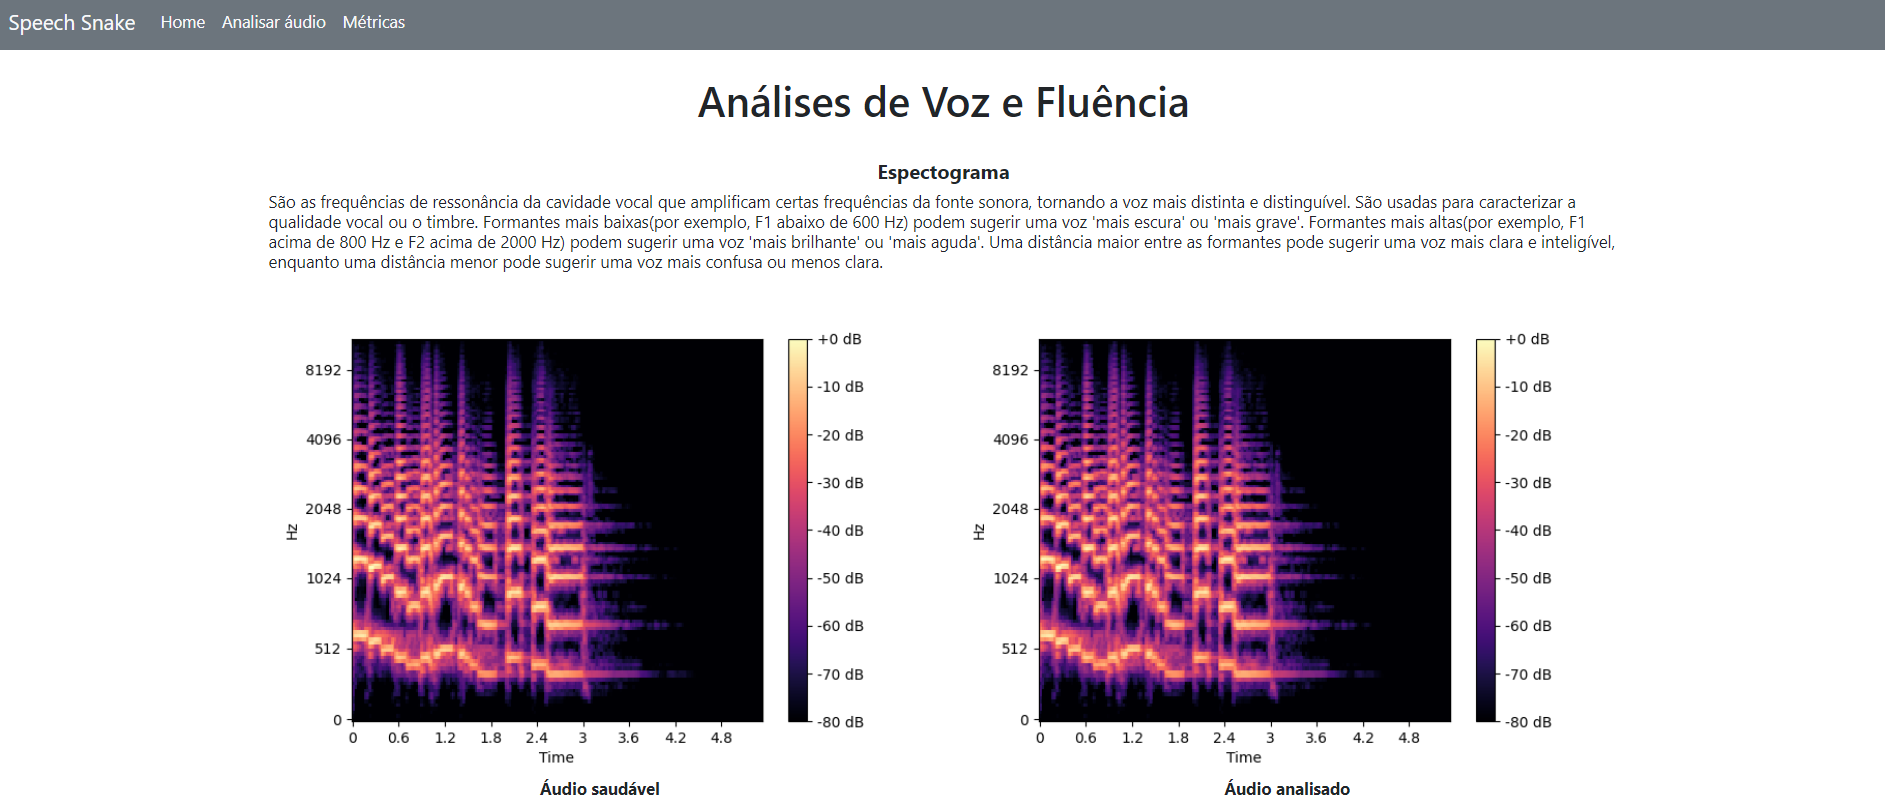 Speech Snake Home Analisar áudio Métricas
Análises de Voz e Fluência
Espectograma
São as frequências de ressonância da cavidade vocal que amplificam certas frequências da fonte sonora, tornando a voz mais distinta e distinguível. São usadas para caracterizar a
qualidade vocal ou o timbre. Formantes mais baixas(por exemplo, F1 abaixo de 600 Hz) podem sugerir uma voz 'mais escura' ou 'mais grave'. Formantes mais altas(por exemplo, F1
acima de 800 Hz e F2 acima de 2000 Hz) podem sugerir uma voz 'mais brilhante' ou 'mais aguda'. Uma distância maior entre as formantes pode sugerir uma voz mais clara e inteligível,
enquanto uma distância menor pode sugerir uma voz mais confusa ou menos clara.
8192
4096
2048
1024
512
0
Hz
0 0.6 1.2 1.8 2.4 3 3.6 4.2 4.8
Time
+0 dB
-10 dB
-20 dB
-30 dB
-40 dB
-50 dB
-60 dB
-70 dB
-80 dB
Áudio saudável
8192
4096
2048
1024
512
0
Hz
0 0.6 1.2 1.8 2.4 3 3.6 4.2 4.8
Time
+0 dB
-10 dB
-20 dB
-30 dB
-40 dB
-50 dB
-60 dB
-70 dB
-80 dB
Áudio analisado